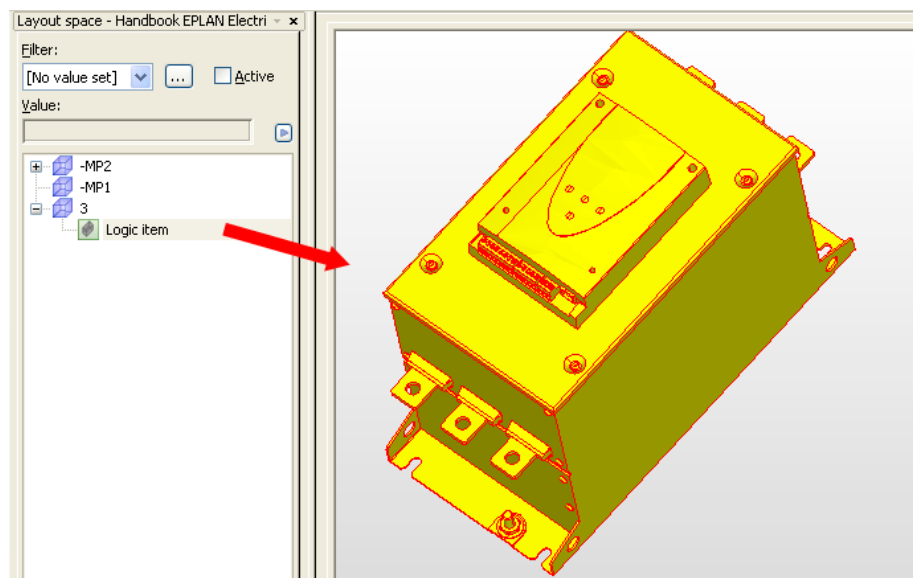 Layout space - Handbook EPLAN Electri
Filter:
[No value set]
...
Active
Value:
-MP2
-MP1
3
Logic item